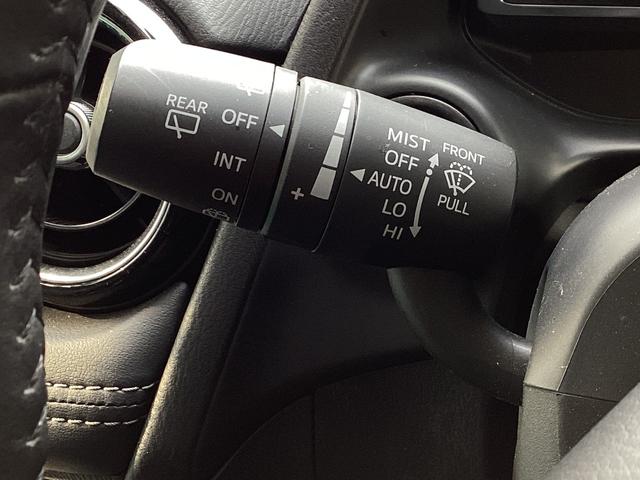 REAR
OFF
INT
ON
+
MIST
OFF
AUTO
LO
HI
FRONT
PULL